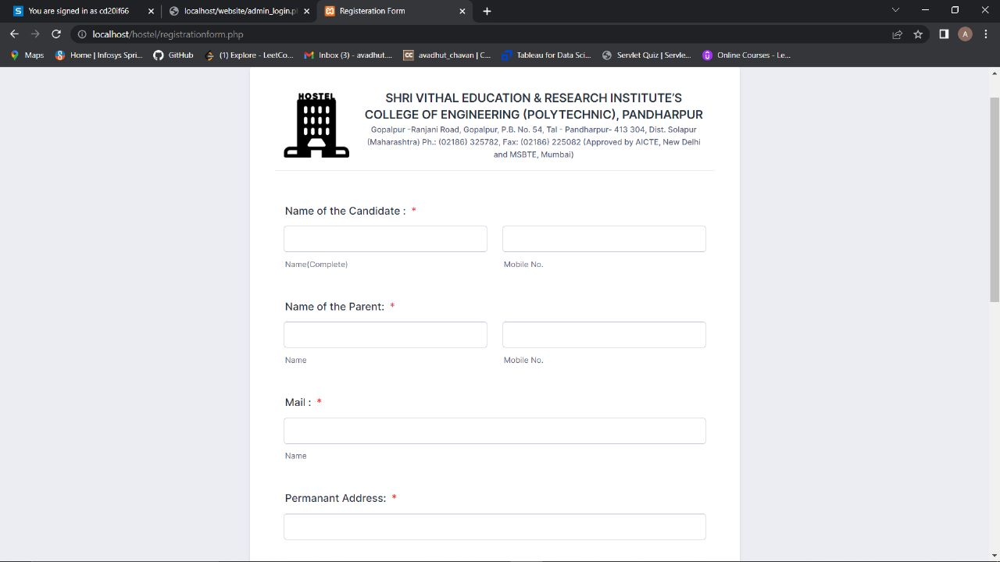 You are signed in as cd20if66
localhost/website/admin_login.p
Registeration Form
localhost/hostel/registrationform.php
Maps
Home | Infosys Spri...
GitHub
(1) Explore - LeetCo...
Inbox (3) - avadhut....
CC
avadhut_chavan | C...
Tableau for Data Sci...
Servlet Quiz | Servle...
Online Courses - Le...
A
HOSTEL
SHRI VITHAL EDUCATION & RESEARCH INSTITUTE'S
COLLEGE OF ENGINEERING (POLYTECHNIC), PANDHARPUR
Gopalpur -Ranjani Road, Gopalpur, P.B. No. 54, Tal - Pandharpur- 413 304, Dist. Solapur
(Maharashtra) Ph.: (02186) 325782, Fax: (02186) 225082 (Approved by AICTE, New Delhi
and MSBTE, Mumbai)
Name of the Candidate : *
Name(Complete)
Mobile No.
Name of the Parent: *
Name
Mobile No.
Mail : *
Name
Permanant Address: *